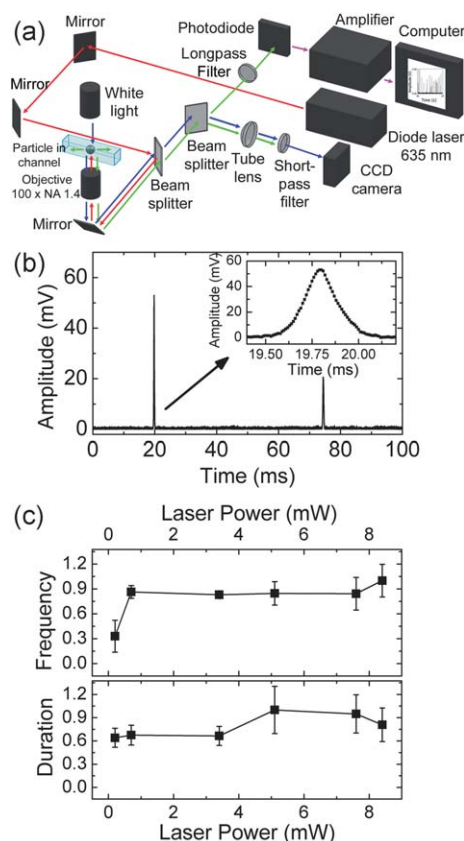 (a)
Mirror
Mirror
White
light
Particle in
channel
Objective
100 x NA 1.4
Mirror
Beam
splitter
Beam
splitter
Longpass
Filter
Photodiode
Amplifier
Computer
Tube
lens
Short-
pass
filter
CCD
camera
Diode laser
635 nm
(b)
Amplitude (mV)
60
40
20
0
0 20 40 60 80 100
Time (ms)
Amplitude (mV)
60
40
20
0
19.50 19.75 20.00
Time (ms)
(c)
Laser Power (mW)
0 2 4 6 8
Frequency
1.2
0.9
0.6
0.3
0.0
Duration
1.2
0.9
0.6
0.3
0.0
0 2 4 6 8
Laser Power (mW)